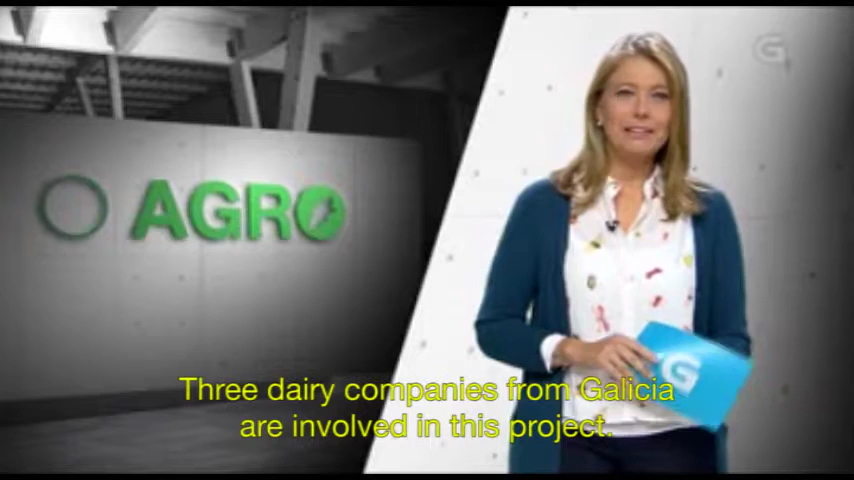 G
O AGRO
G
Three dairy companies from Galicia
are involved in this project.